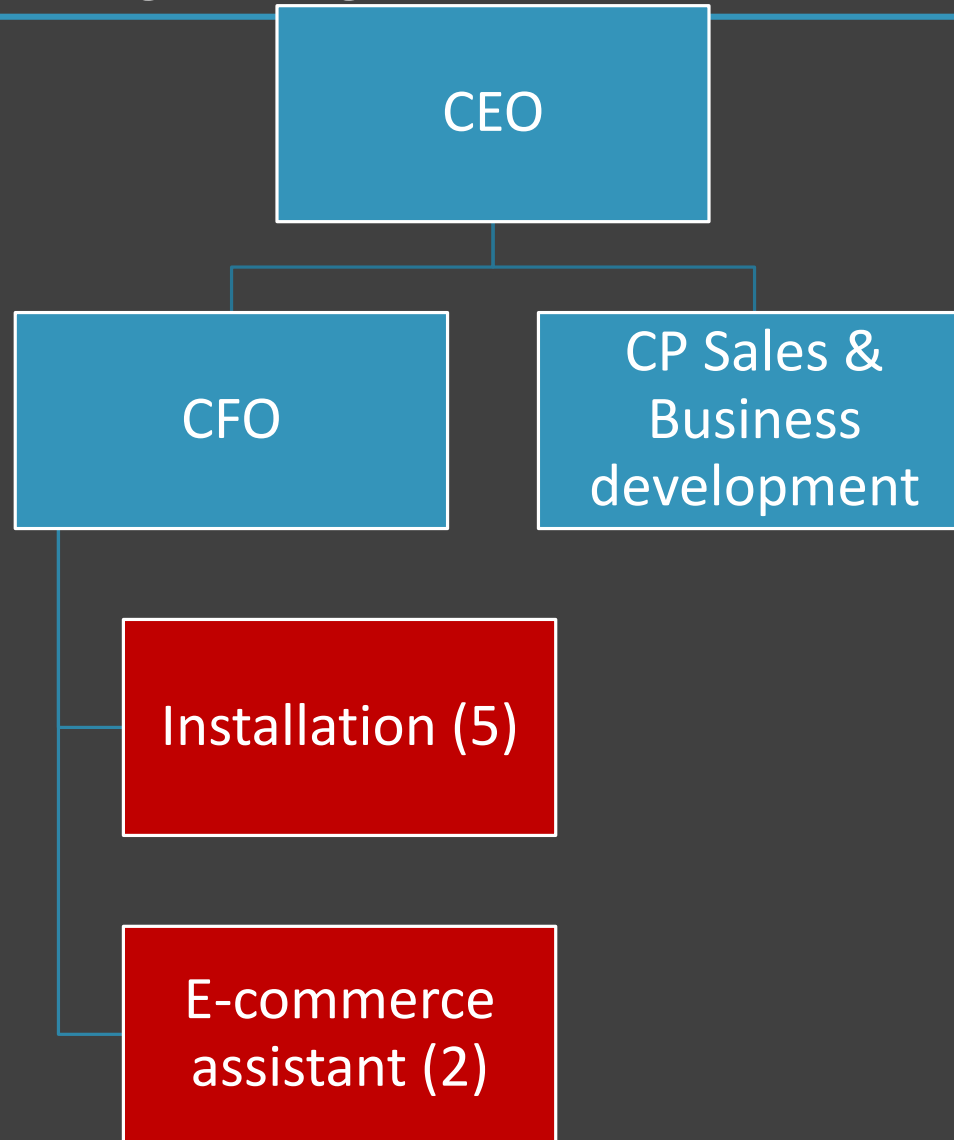 CEO
CFO
CP Sales &
Business
development
Installation (5)
E-commerce
assistant (2)